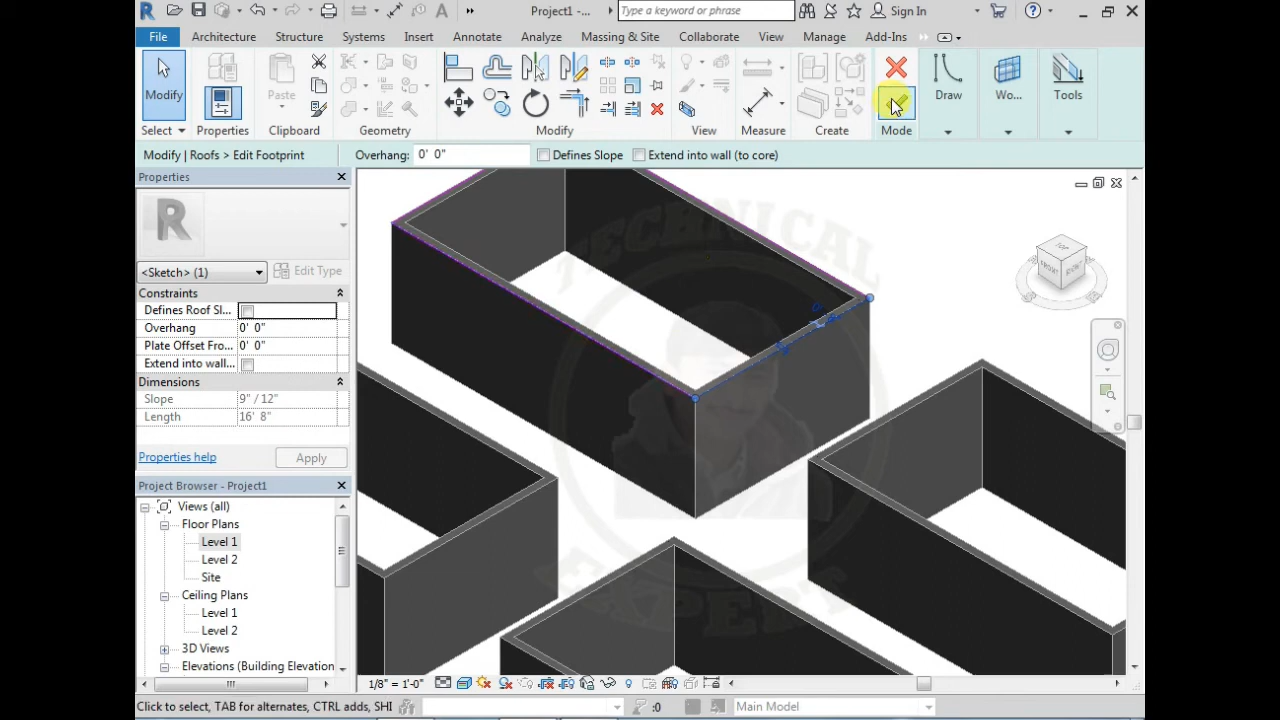 Project1 -...
Type a keyword or phrase
Sign In
File
Architecture
Structure
Systems
Insert
Annotate
Analyze
Massing & Site
Collaborate
View
Manage
Add-Ins
Modify
Paste
Draw
Wo...
Tools
Select
Properties
Clipboard
Geometry
Modify
View
Measure
Create
Mode
Modify | Roofs > Edit Footprint
Overhang:
0' 0"
Defines Slope
Extend into wall (to core)
Properties
<Sketch> (1)
Edit Type
Constraints
Defines Roof Sl...
Overhang
0' 0"
Plate Offset Fro...
0' 0"
Extend into wall...
Dimensions
Slope
9" / 12"
Length
16' 8"
Properties help
Apply
Project Browser - Project1
Views (all)
Floor Plans
Level 1
Level 2
Site
Ceiling Plans
Level 1
Level 2
3D Views
Elevations (Building Elevation
TECHNICAL
EXPERT
TOP
FRONT
RIGHT
1/8" = 1'-0"
Click to select, TAB for alternates, CTRL adds, SHI
:0
Main Model